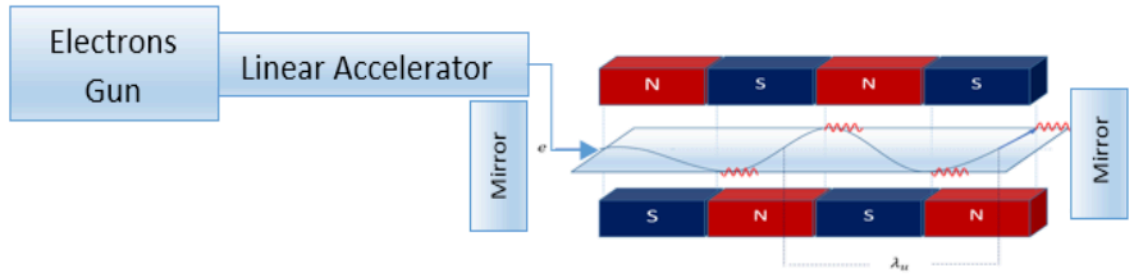 Electrons
Gun
Linear Accelerator
N S N S
Mirror
e
Mirror
S N S N
λu